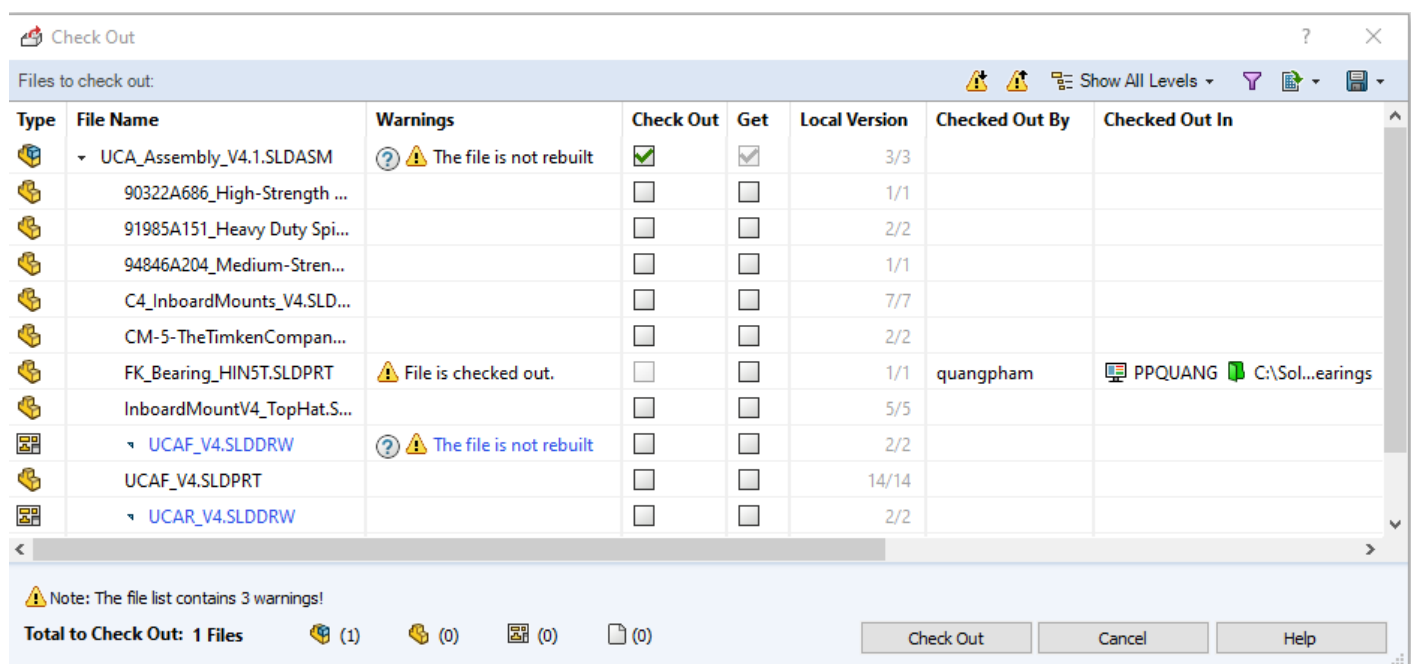 Check Out
Files to check out: Show All Levels
Type File Name Warnings Check Out Get Local Version Checked Out By Checked Out In
UCA_Assembly_V4.1.SLDASM The file is not rebuilt 3/3
90322A686_High-Strength ... 1/1
91985A151_Heavy Duty Spi... 2/2
94846A204_Medium-Stren... 1/1
C4_InboardMounts_V4.SLD... 7/7
CM-5-TheTimkenCompan... 2/2
FK_Bearing_HIN5T.SLDPRT File is checked out. 1/1 quangpham PPQUANG C:\Sol...earings
InboardMountV4_TopHat.S... 5/5
UCAF_V4.SLDDRW The file is not rebuilt 2/2
UCAF_V4.SLDPRT 14/14
UCAR_V4.SLDDRW 2/2
Note: The file list contains 3 warnings!
Total to Check Out: 1 Files (1) (0) (0) (0) Check Out Cancel Help